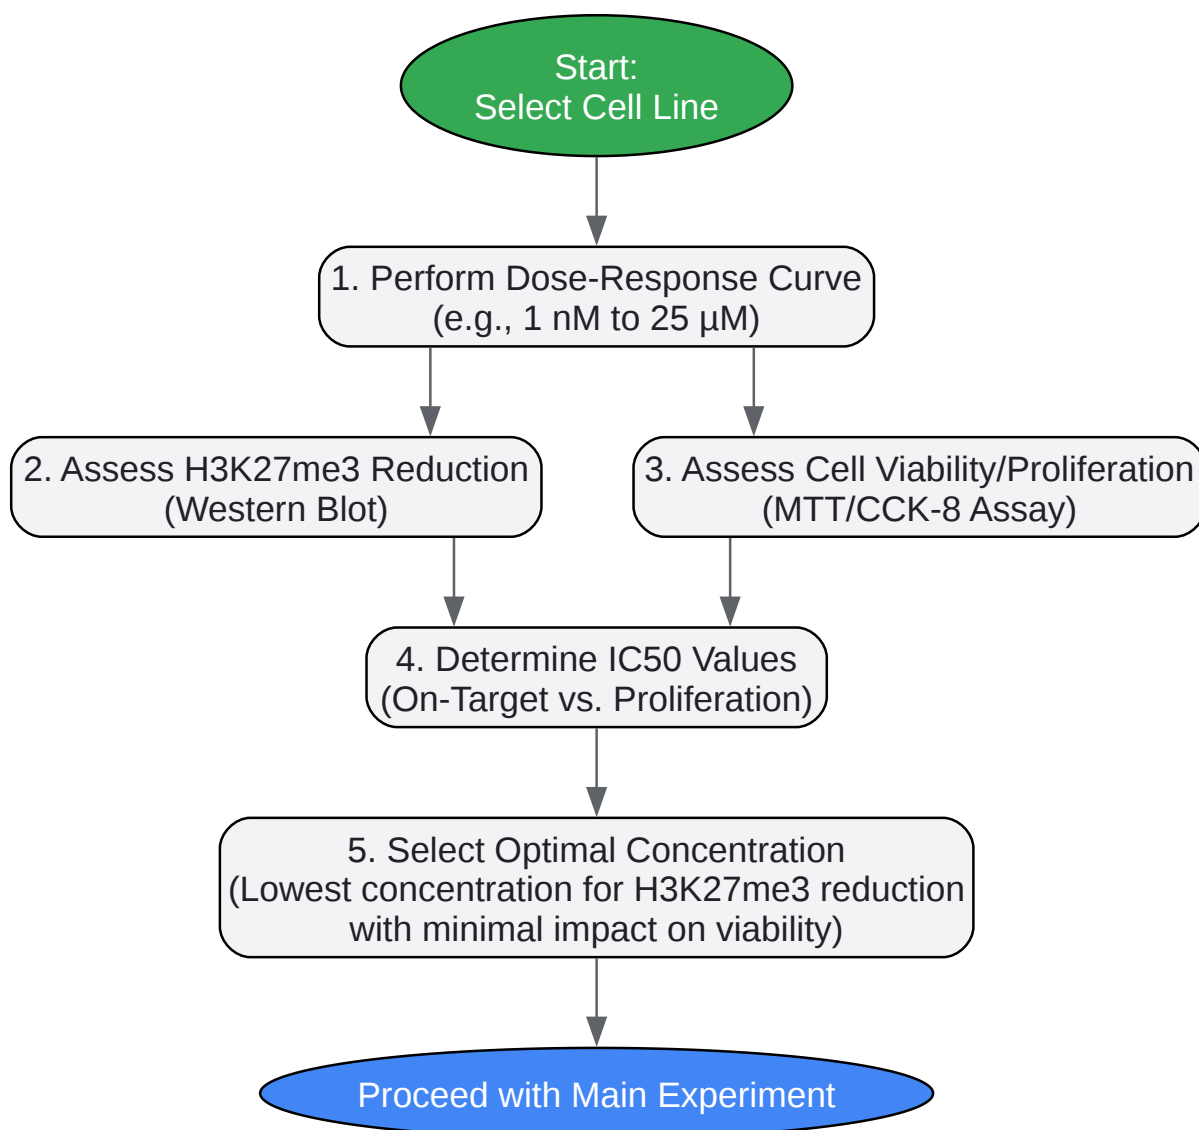 Start:
Select Cell Line
1. Perform Dose-Response Curve
(e.g., 1 nM to 25 µM)
2. Assess H3K27me3 Reduction
(Western Blot)
3. Assess Cell Viability/Proliferation
(MTT/CCK-8 Assay)
4. Determine IC50 Values
(On-Target vs. Proliferation)
5. Select Optimal Concentration
(Lowest concentration for H3K27me3 reduction
with minimal impact on viability)
Proceed with Main Experiment